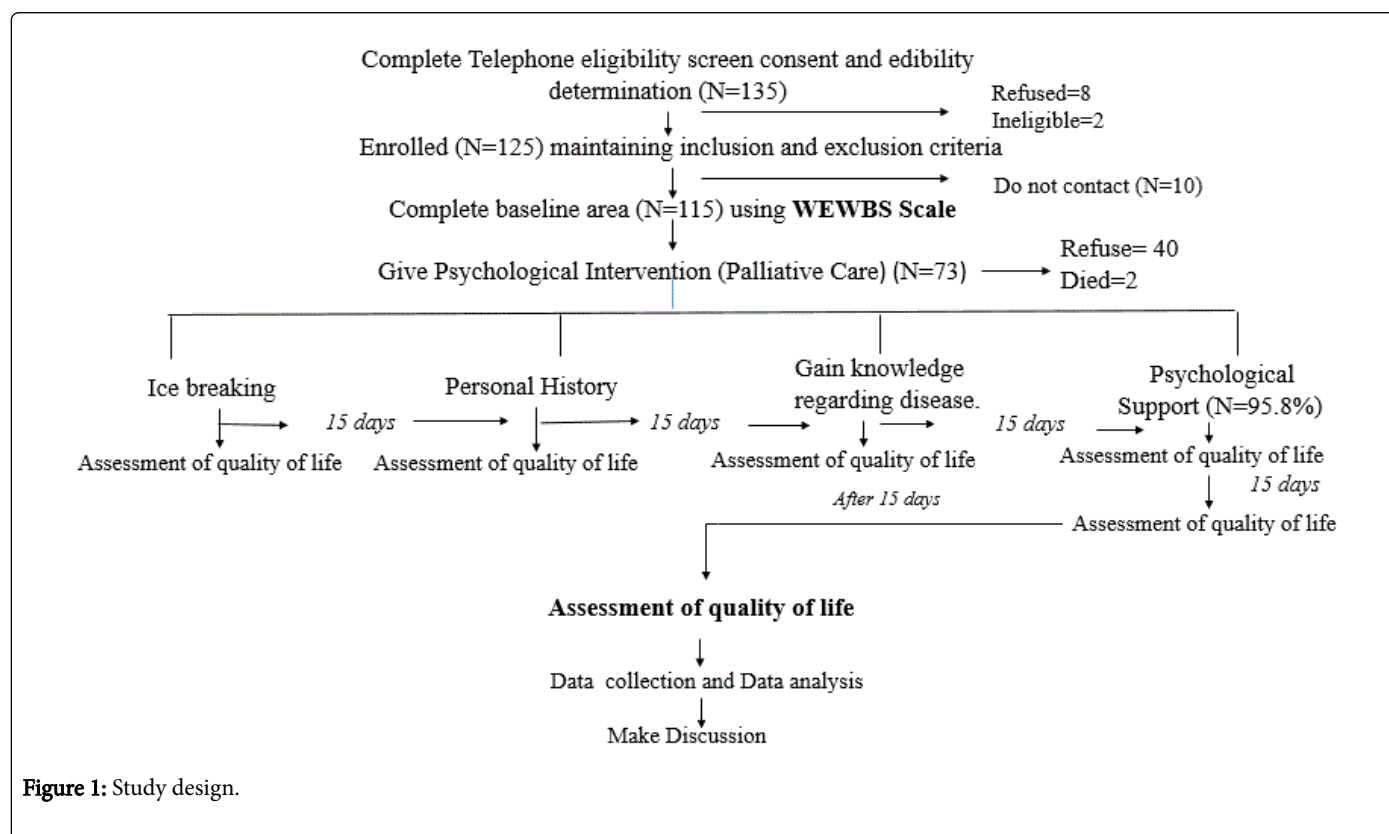 Complete Telephone eligibility screen consent and edibility
determination (N=135)
Refused=8
Ineligible=2
Enrolled (N=125) maintaining inclusion and exclusion criteria
Do not contact (N=10)
Complete baseline area (N=115) using WEWBS Scale
Give Psychological Intervention (Palliative Care) (N=73)
Refuse= 40
Died=2
Ice breaking
15 days
Assessment of quality of life
Personal History
15 days
Assessment of quality of life
Gain knowledge
regarding disease.
15 days
Assessment of quality of life
Psychological
Support (N=95.8%)
Assessment of quality of life
15 days
Assessment of quality of life
After 15 days
Assessment of quality of life
Data collection and Data analysis
Make Discussion
Figure 1: Study design.